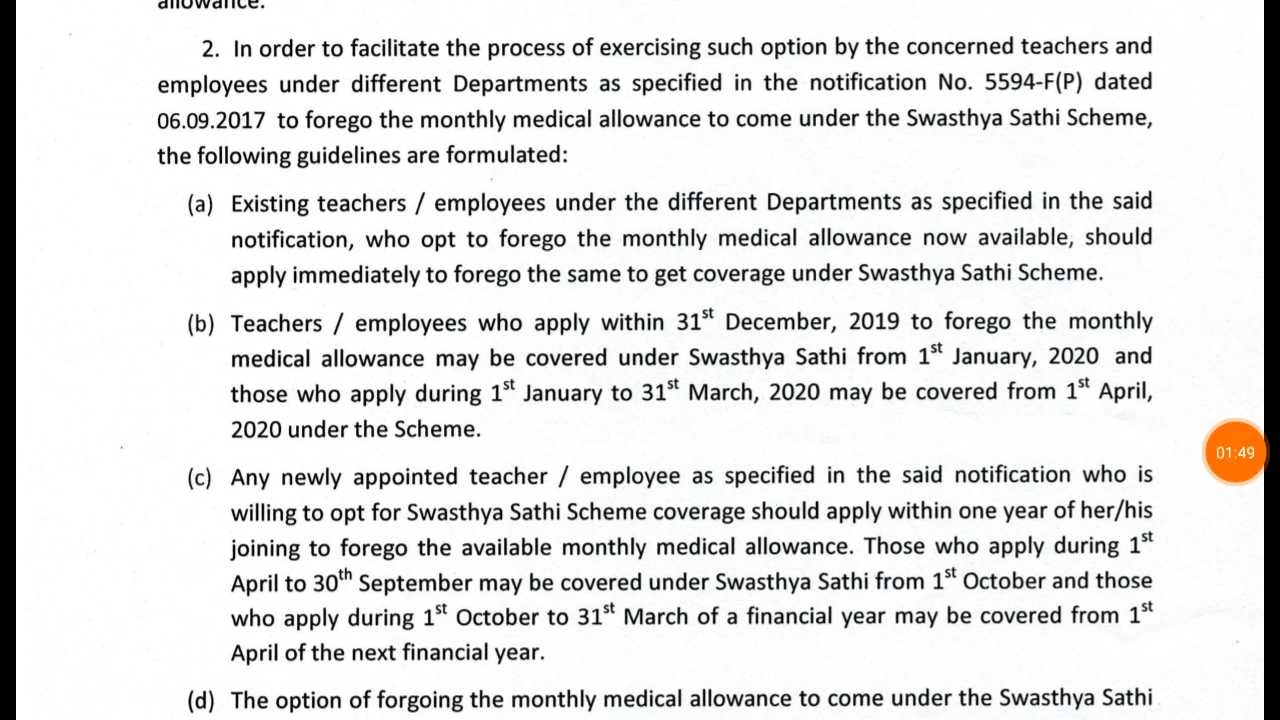 allowance.
2. In order to facilitate the process of exercising such option by the concerned teachers and
employees under different Departments as specified in the notification No. 5594-F(P) dated
06.09.2017 to forego the monthly medical allowance to come under the Swasthya Sathi Scheme,
the following guidelines are formulated:
(a) Existing teachers / employees under the different Departments as specified in the said
notification, who opt to forego the monthly medical allowance now available, should
apply immediately to forego the same to get coverage under Swasthya Sathi Scheme.
(b) Teachers / employees who apply within 31st December, 2019 to forego the monthly
medical allowance may be covered under Swasthya Sathi from 1st January, 2020 and
those who apply during 1st January to 31st March, 2020 may be covered from 1st April,
2020 under the Scheme.
01:49
(c) Any newly appointed teacher / employee as specified in the said notification who is
willing to opt for Swasthya Sathi Scheme coverage should apply within one year of her/his
joining to forego the available monthly medical allowance. Those who apply during 1st
April to 30th September may be covered under Swasthya Sathi from 1st October and those
who apply during 1st October to 31st March of a financial year may be covered from 1st
April of the next financial year.
(d) The option of forgoing the monthly medical allowance to come under the Swasthya Sathi